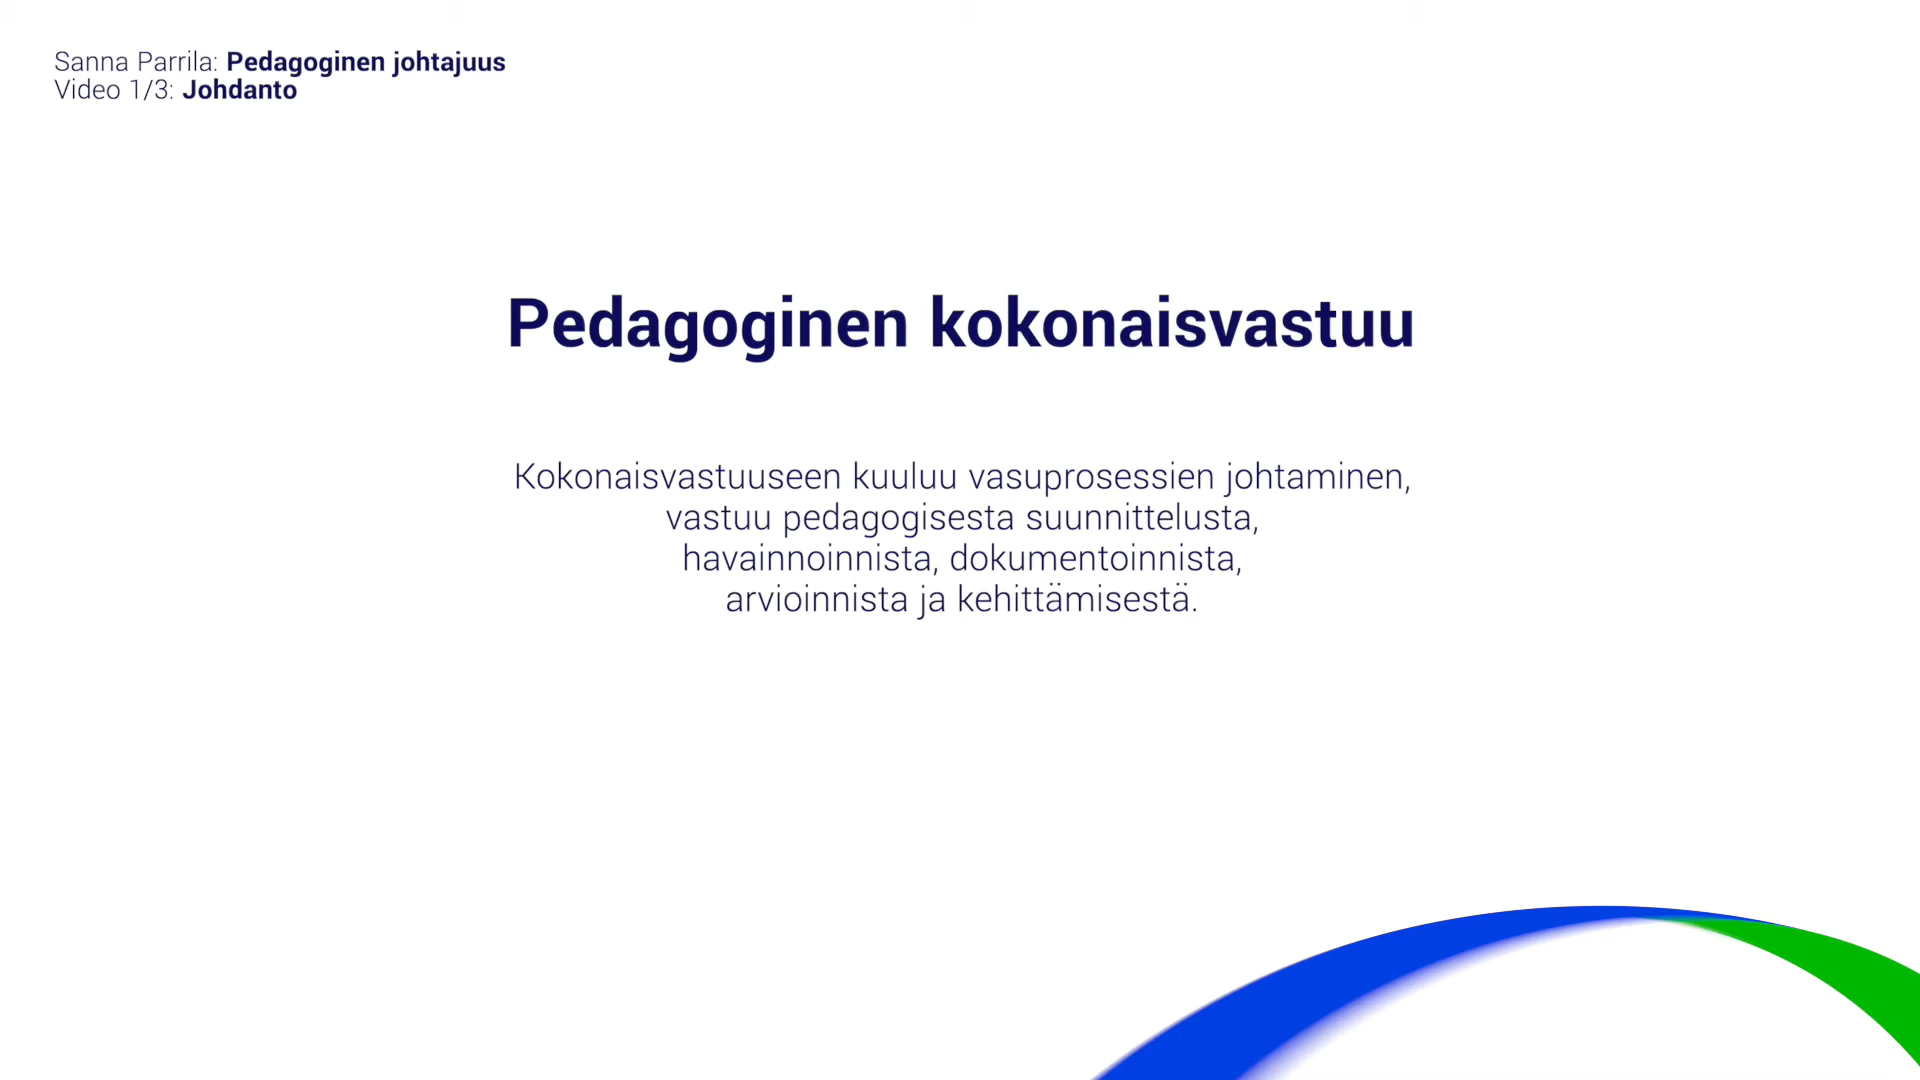 Sanna Parrila: Pedagoginen johtajuus
Video 1/3: Johdanto
Pedagoginen kokonaisvastuu
Kokonaisvastuuseen kuuluu vasuprosessien johtaminen,
vastuu pedagogisesta suunnittelusta,
havainnoinnista, dokumentoinnista,
arvioinnista ja kehittämisestä.